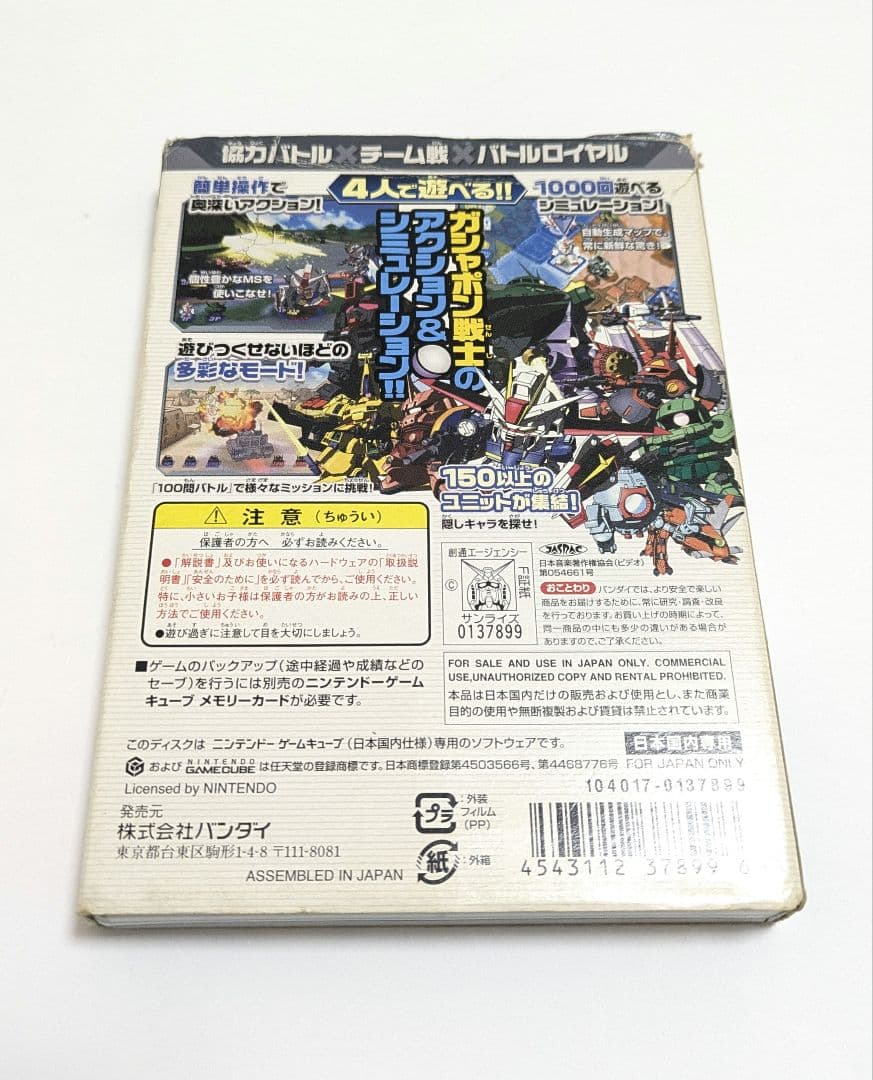 協力バトル×チーム戦×バトルロイヤル
簡単操作で
奥深いアクション！
4人で遊べる!!
1000回遊べる
シミュレーション！
自動生成マップで、
常に新鮮な驚き！
個性豊かなMSを
使いこなせ！
ガシャポン戦士の
アクション&
シミュレーション!!
遊びつくせないほどの
多彩なモード！
「100問バトル」で様々なミッションに挑戦！
150以上の
ユニットが集結！
隠しキャラを探せ！
注意（ちゅうい）
保護者の方へ 必ずお読みください。
●「解説書」及びお使いになるハードウェアの「取扱説
明書」「安全のために」を必ず読んでから、ご使用ください。
特に、小さいお子様は保護者の方がお読みの上、正しい
方法でご使用ください。
●遊び過ぎに注意して目を大切にしましょう。
創通エージェンシー
©
F証紙
サンライズ
0137899
JASRAC
日本音楽著作権協会（ビデオ）
第054661号
おことわり バンダイでは、より安全で楽しい
商品をお届けするために、常に研究・調査・改良
を行っております。お買い上げの時期によって、
同一商品の中にも多少の違いがある場合が
ありますので、ご了承ください。
■ゲームのバックアップ（途中経過や成績などの
セーブ）を行うには別売のニンテンドーゲーム
キューブ メモリーカードが必要です。
FOR SALE AND USE IN JAPAN ONLY. COMMERCIAL
USE,UNAUTHORIZED COPY AND RENTAL PROHIBITED.
本品は日本国内だけの販売および使用とし、また商業
目的の使用や無断複製および賃貸は禁止されています。
このディスクは ニンテンドーゲームキューブ（日本国内仕様）専用のソフトウェアです。
日本国内専用
および NINTENDO GAMECUBE は任天堂の登録商標です。日本商標登録第4503566号、第4468776号
FOR JAPAN ONLY
Licensed by NINTENDO
104017-0137899
発売元
株式会社バンダイ
東京都台東区駒形1-4-8 〒111-8081
ASSEMBLED IN JAPAN
プラ
：外装
フィルム
（PP）
紙
：外箱
4543112 37899 6